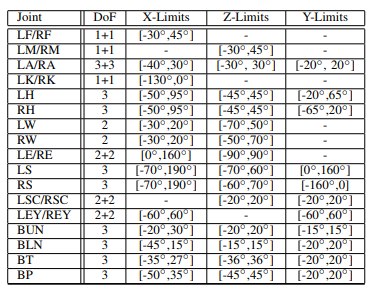 Joint DoF X-Limits Z-Limits Y-Limits
LF/RF 1+1 [-30°,45°] - -
LM/RM 1+1 - [-30°,45°] -
LA/RA 3+3 [-40°,30°] [-30°, 30°] [-20°, 20°]
LK/RK 1+1 [-130°,0°] - -
LH 3 [-50°,95°] [-45°,45°] [-20°,65°]
RH 3 [-50°,95°] [-45°,45°] [-65°,20°]
LW 2 [-30°,20°] [-70°,50°] -
RW 2 [-30°,20°] [-50°,70°] -
LE/RE 2+2 [0°,160°] [-90°,90°] -
LS 3 [-70°,190°] [-70°,60°] [0°,160°]
RS 3 [-70°,190°] [-60°,70°] [-160°,0]
LSC/RSC 2+2 - [-20°,20°] [-20°,20°]
LEY/REY 2+2 [-60°,60°] - [-60°,60°]
BUN 3 [-20°,30°] [-20°,20°] [-15°,15°]
BLN 3 [-45°,15°] [-15°,15°] [-20°,20°]
BT 3 [-35°,27°] [-36°,36°] [-20°,20°]
BP 3 [-50°,35°] [-45°,45°] [-20°,20°]